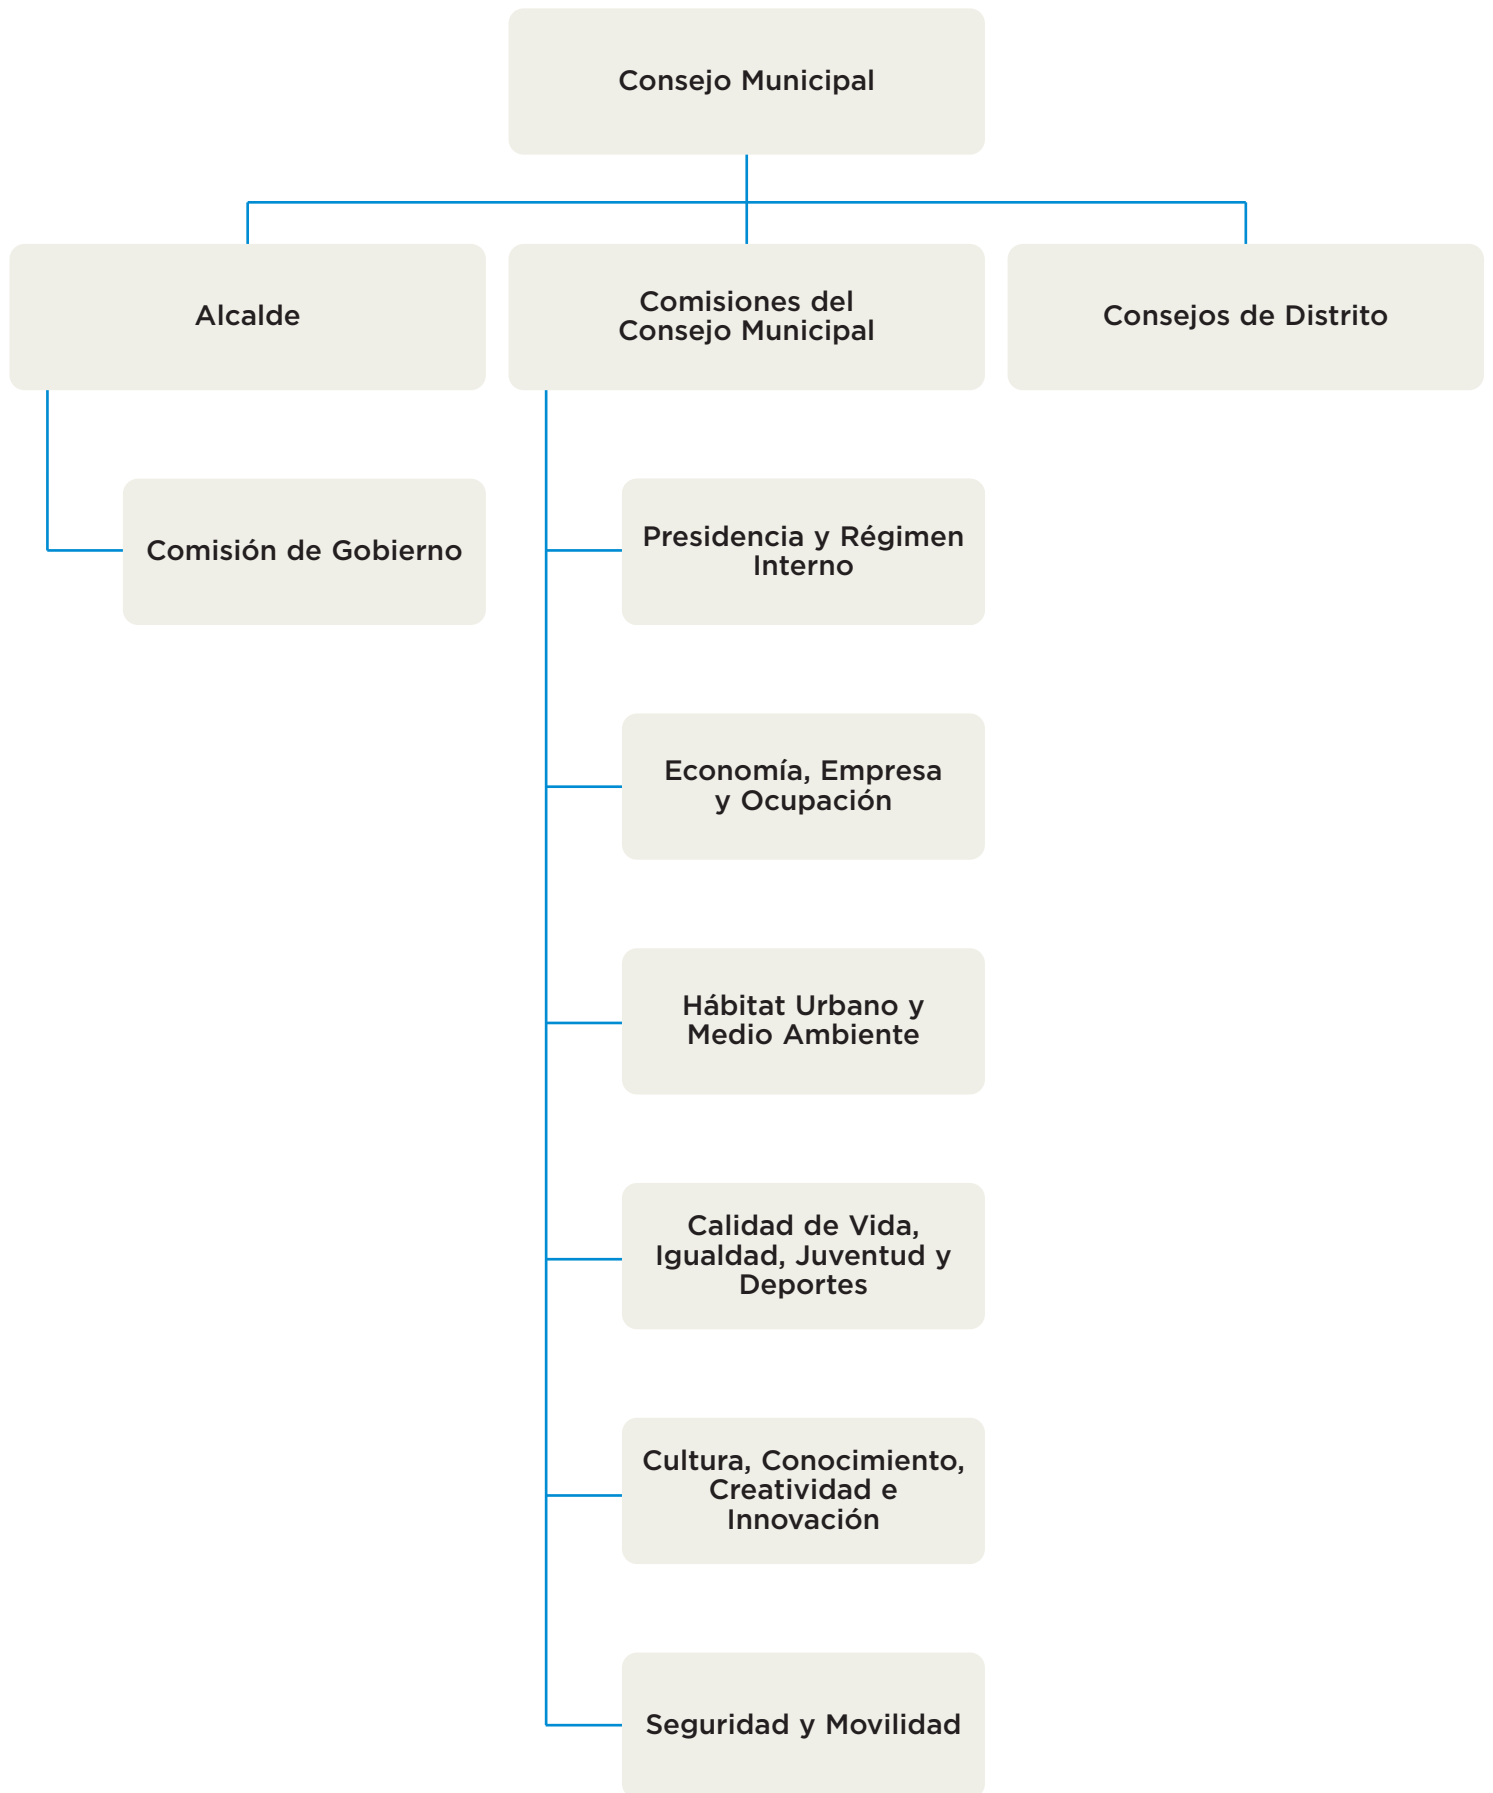 Consejo Municipal
Alcalde
Comisiones del
Consejo Municipal
Consejos de Distrito
Comisión de Gobierno
Presidencia y Régimen
Interno
Economía, Empresa
y Ocupación
Hábitat Urbano y
Medio Ambiente
Calidad de Vida,
Igualdad, Juventud y
Deportes
Cultura, Conocimiento,
Creatividad e
Innovación
Seguridad y Movilidad